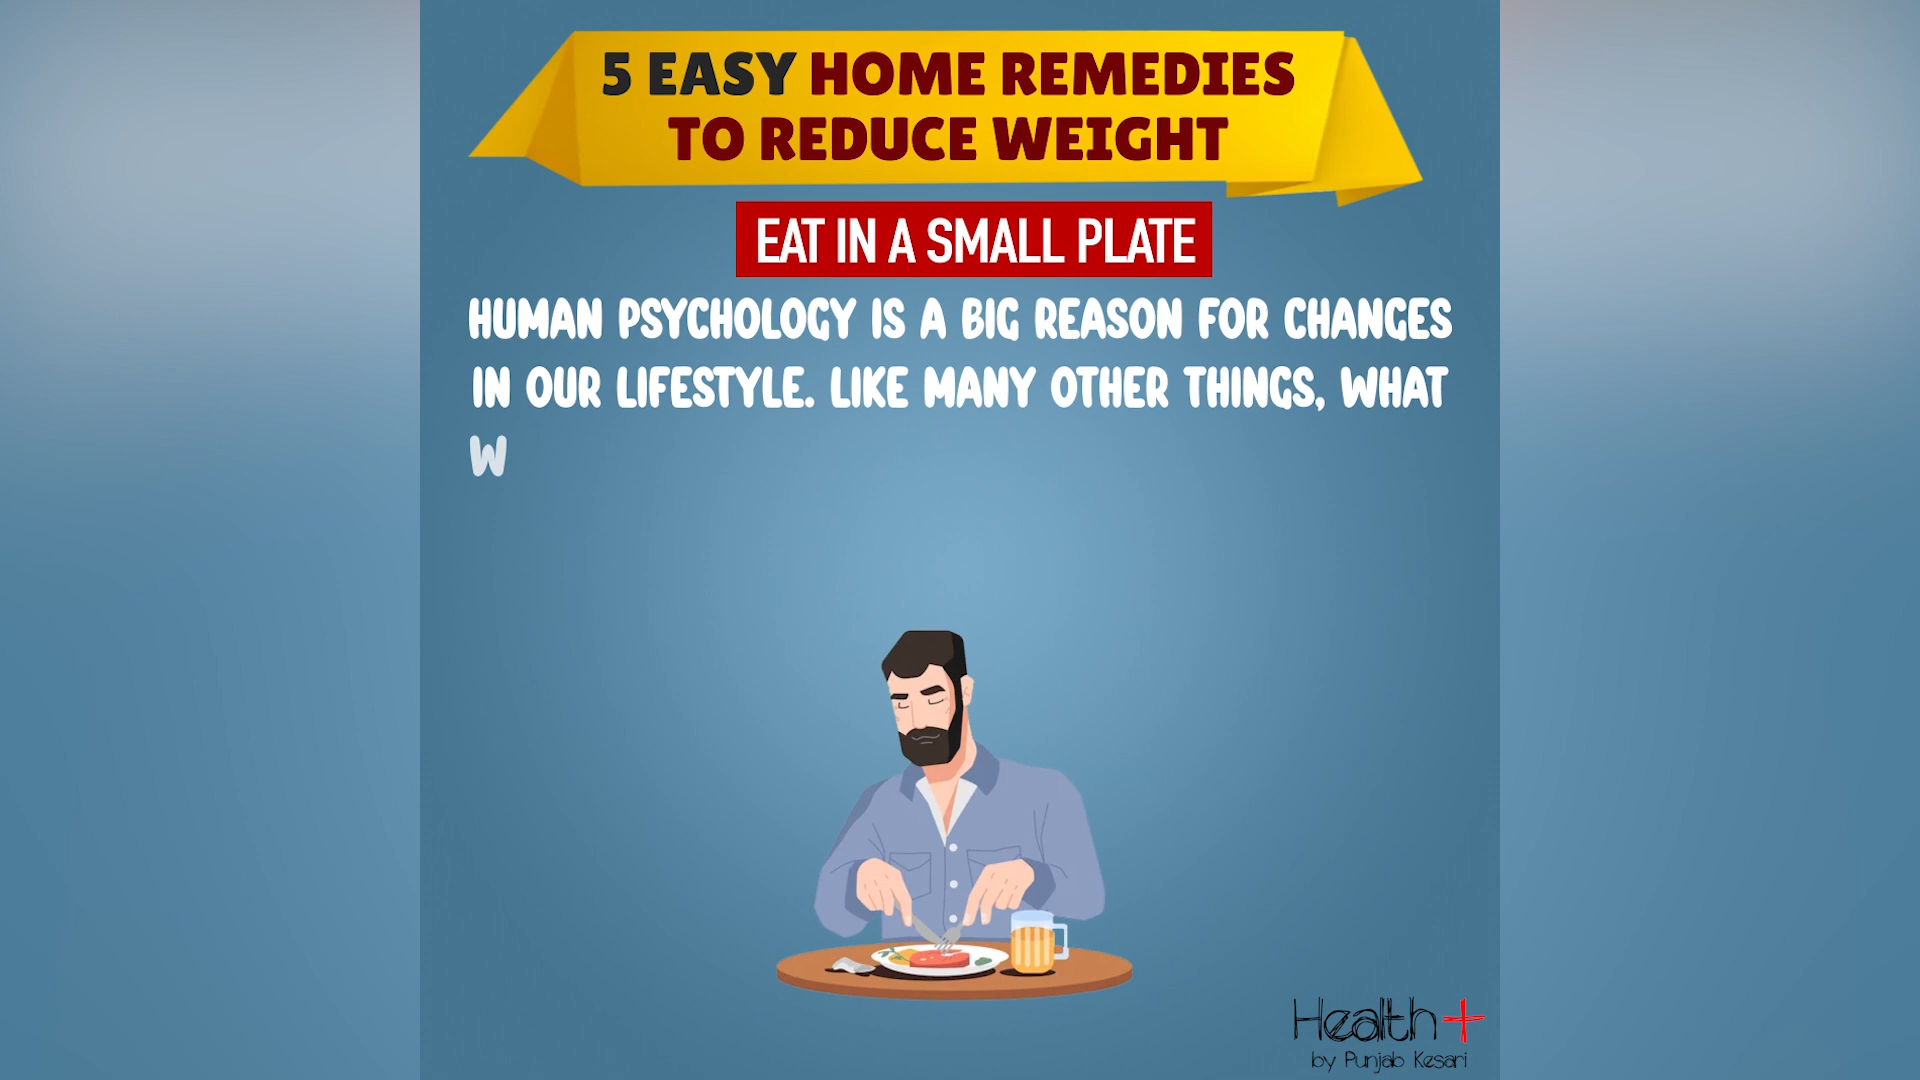 5 EASY HOME REMEDIES
TO REDUCE WEIGHT
EAT IN A SMALL PLATE
HUMAN PSYCHOLOGY IS A BIG REASON FOR CHANGES
IN OUR LIFESTYLE. LIKE MANY OTHER THINGS, WHAT
W
Health+
by Punjab Kesari